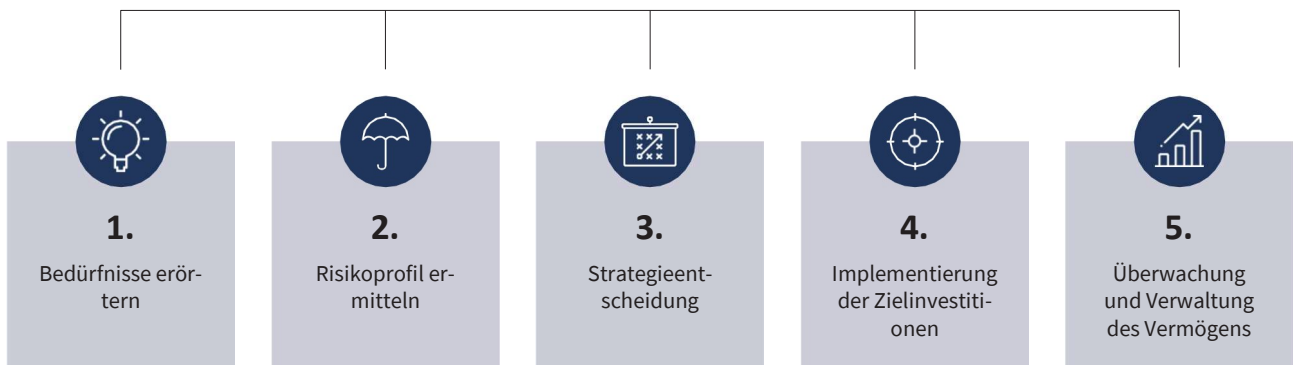 1.
Bedürfnisse erör-
tern
2.
Risikoprofil er-
mitteln
3.
Strategieent-
scheidung
4.
Implementierung
der Zielinvestiti-
onen
5.
Überwachung
und Verwaltung
des Vermögens